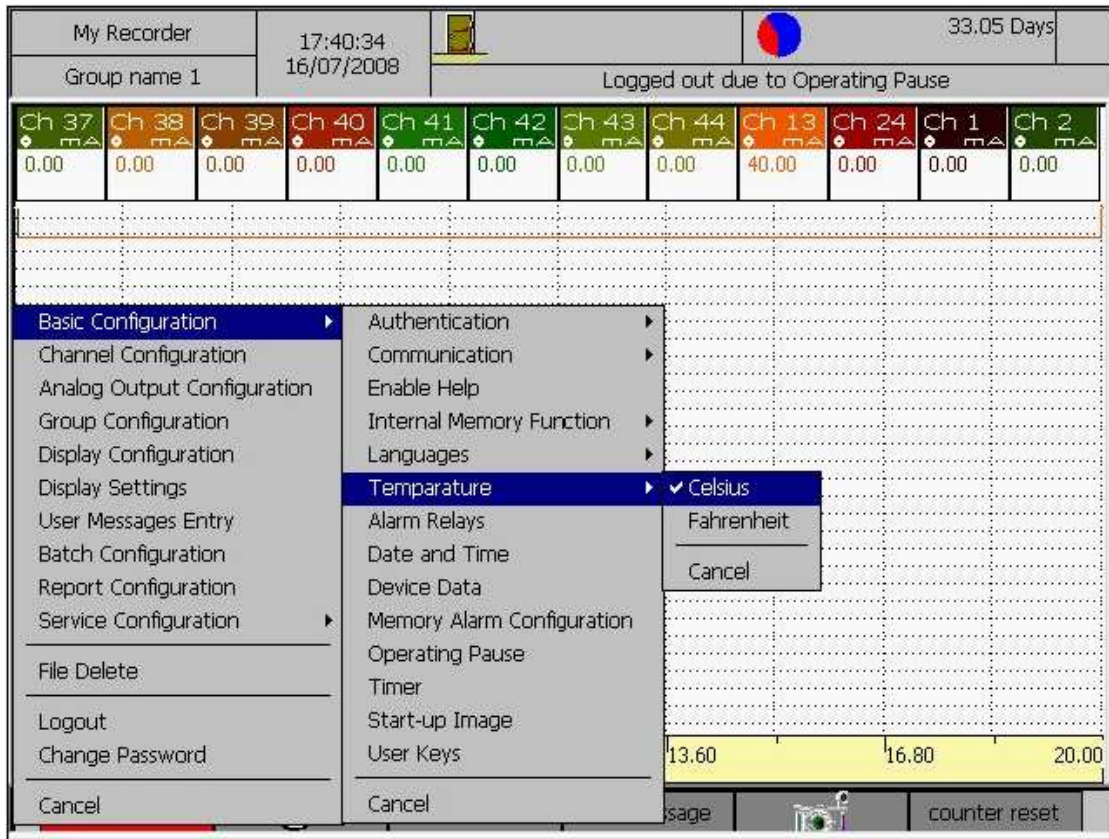 My Recorder
Group name 1
17:40:34
16/07/2008
33.05 Days
Logged out due to Operating Pause
Ch 37 Ch 38 Ch 39 Ch 40 Ch 41 Ch 42 Ch 43 Ch 44 Ch 13 Ch 24 Ch 1 Ch 2
mA mA mA mA mA mA mA mA mA mA mA mA
0.00 0.00 0.00 0.00 0.00 0.00 0.00 0.00 40.00 0.00 0.00 0.00
Basic Configuration
Channel Configuration
Analog Output Configuration
Group Configuration
Display Configuration
Display Settings
User Messages Entry
Batch Configuration
Report Configuration
Service Configuration
File Delete
Logout
Change Password
Cancel
Authentication
Communication
Enable Help
Internal Memory Function
Languages
Temparature
Alarm Relays
Date and Time
Device Data
Memory Alarm Configuration
Operating Pause
Timer
Start-up Image
User Keys
Cancel
Celsius
Fahrenheit
Cancel
13.60 16.80 20.00
counter reset